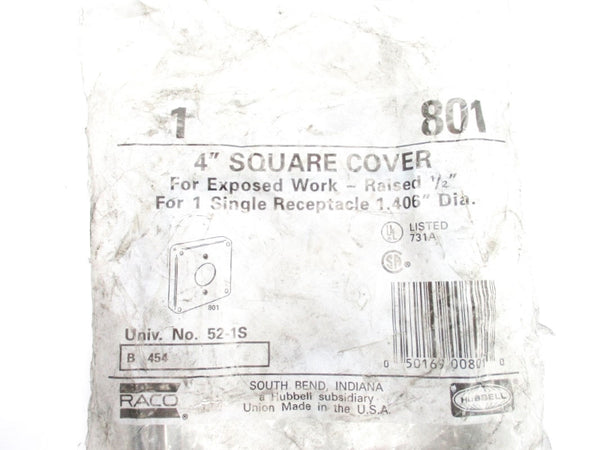 1 801
4" SQUARE COVER
For Exposed Work - Raised 1/2"
For 1 Single Receptacle 1.406" Dia.
UL LISTED
731A
SA ®
801
Univ. No. 52-1S
B 454
0 50169 00801 0
RACO ®
SOUTH BEND, INDIANA
a Hubbell subsidiary
Union Made in the U.S.A.
HUBBELL